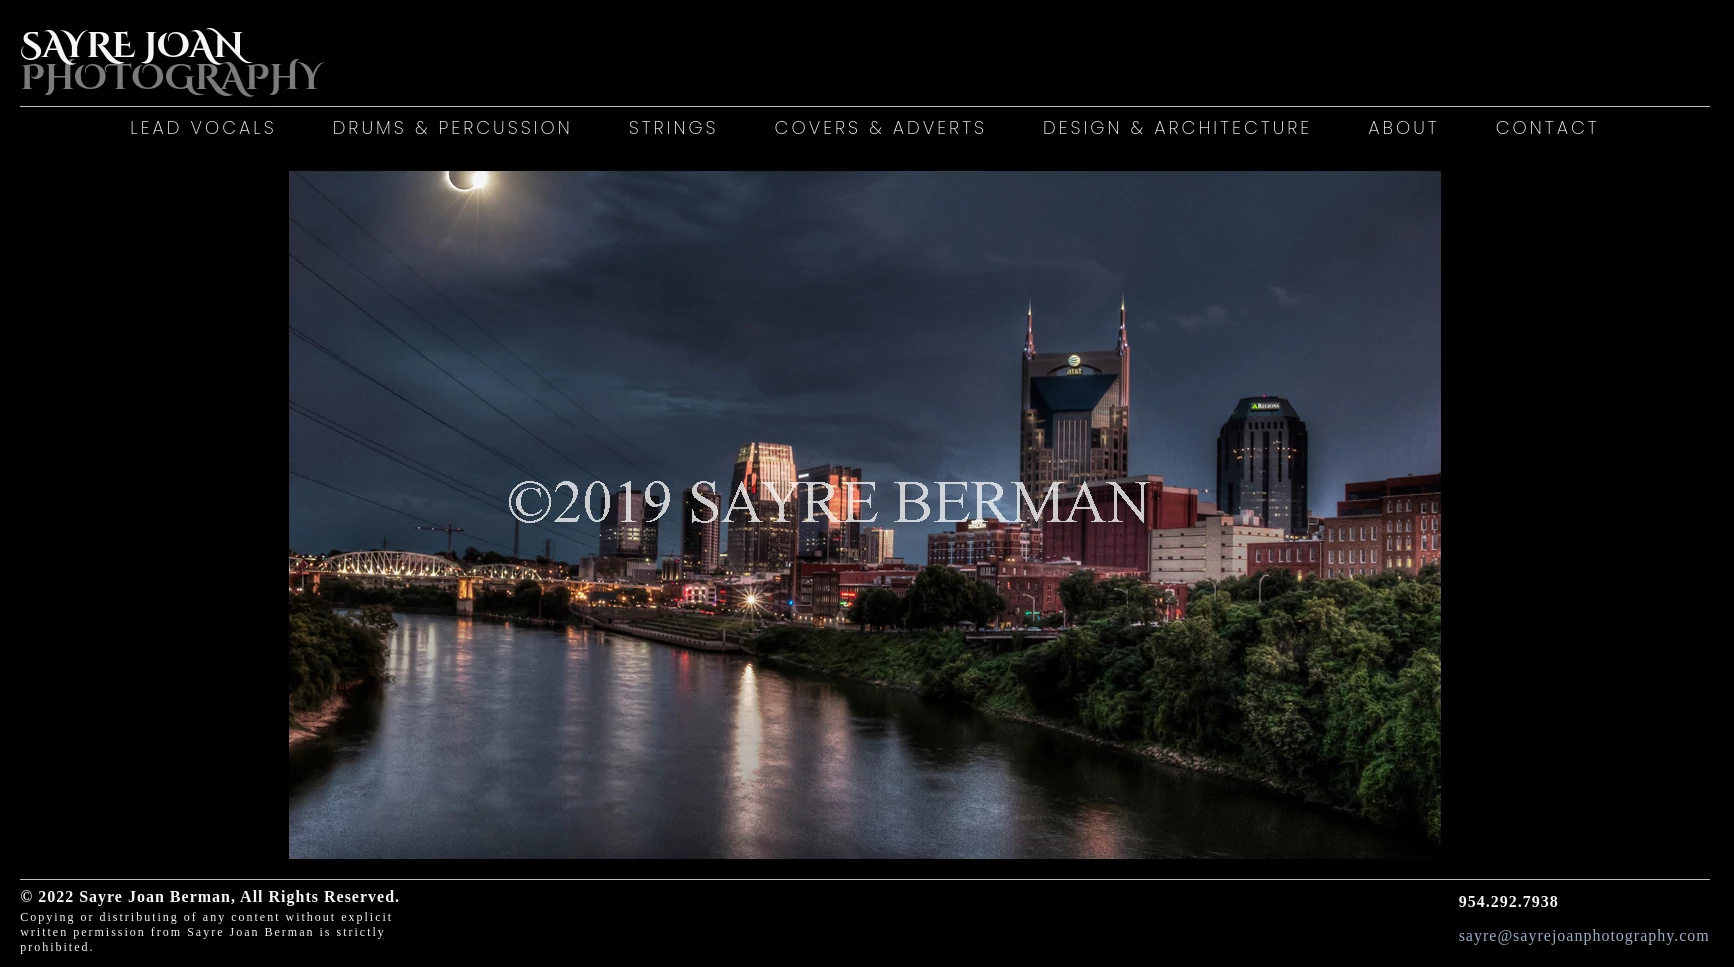 SAYRE JOAN
PHOTOGRAPHY
LEAD VOCALS DRUMS & PERCUSSION STRINGS COVERS & ADVERTS DESIGN & ARCHITECTURE ABOUT CONTACT
at&t
REGIONS
©2019 SAYRE BERMAN
© 2022 Sayre Joan Berman, All Rights Reserved.
Copying or distributing of any content without explicit
written permission from Sayre Joan Berman is strictly
prohibited.
954.292.7938
sayre@sayrejoanphotography.com